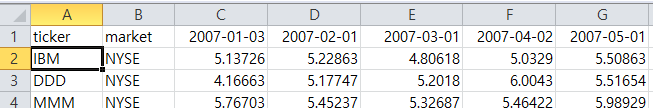 A B C D E F G
1 ticker market 2007-01-03 2007-02-01 2007-03-01 2007-04-02 2007-05-01
2 IBM NYSE 5.13726 5.22863 4.80618 5.0329 5.50863
3 DDD NYSE 4.16663 5.17747 5.2018 6.0043 5.51654
4 MMM NYSE 5.76703 5.45237 5.32687 5.46422 5.98929